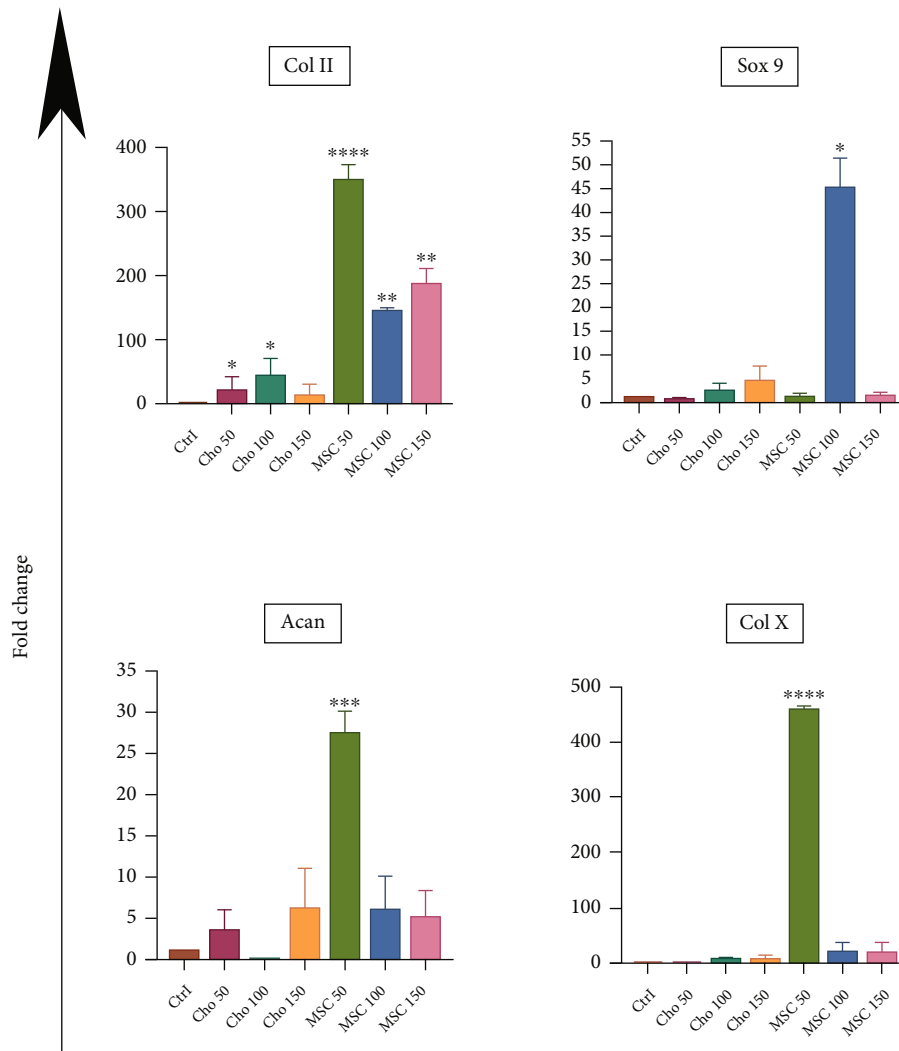 Fold change
Col II
400
300
200
100
0
*
*
****
**
**
Ctrl
Cho 50
Cho 100
Cho 150
MSC 50
MSC 100
MSC 150
Sox 9
55
50
45
40
35
30
25
20
15
10
5
0
*
Ctrl
Cho 50
Cho 100
Cho 150
MSC 50
MSC 100
MSC 150
Acan
35
30
25
20
15
10
5
0
***
Ctrl
Cho 50
Cho 100
Cho 150
MSC 50
MSC 100
MSC 150
Col X
500
400
300
200
100
0
****
Ctrl
Cho 50
Cho 100
Cho 150
MSC 50
MSC 100
MSC 150